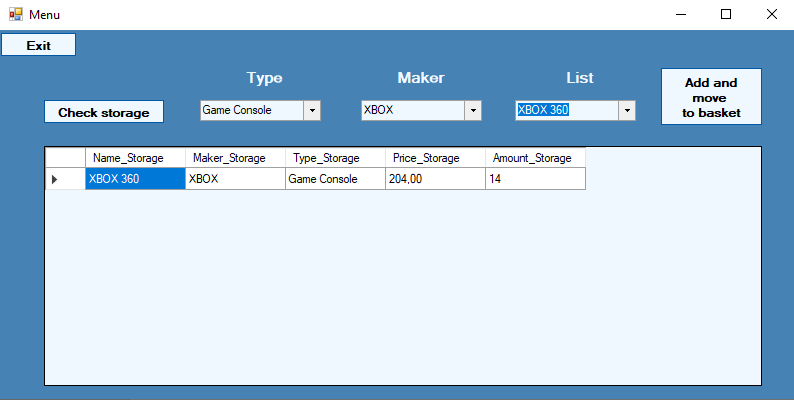 Menu
Exit
Type Maker List
Add and
move
to basket
Check storage Game Console XBOX XBOX 360
Name_Storage Maker_Storage Type_Storage Price_Storage Amount_Storage
XBOX 360 XBOX Game Console 204,00 14